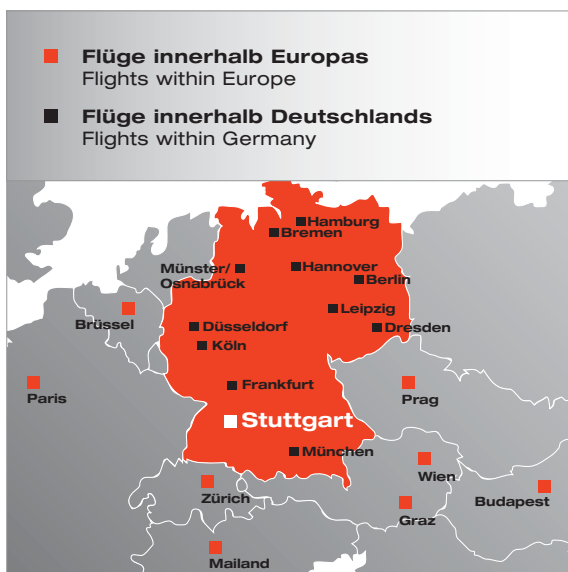 Flüge innerhalb Europas
Flights within Europe
Flüge innerhalb Deutschlands
Flights within Germany
Hamburg
Bremen
Münster/
Osnabrück
Hannover
Berlin
Leipzig
Brüssel
Düsseldorf
Dresden
Köln
Frankfurt
Paris
Prag
Stuttgart
München
Wien
Zürich
Budapest
Graz
Mailand